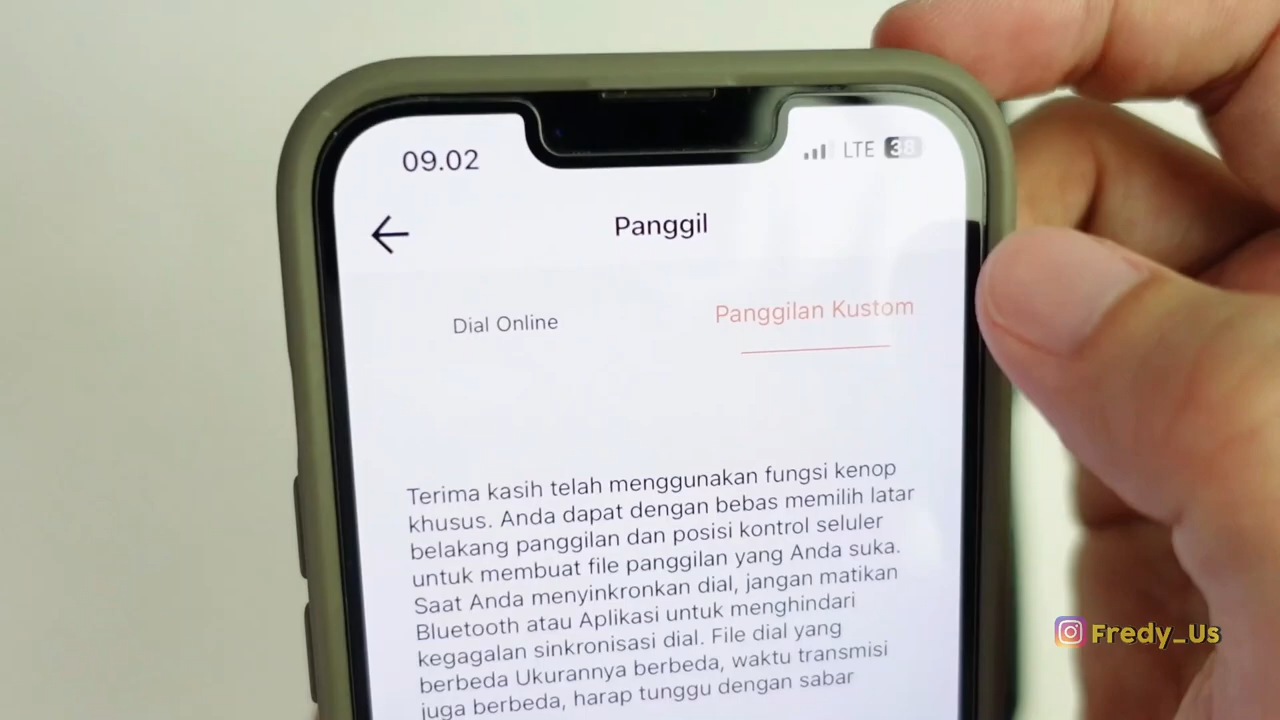 09.02
LTE 38
Panggil
Dial Online
Panggilan Kustom
Terima kasih telah menggunakan fungsi kenop
khusus. Anda dapat dengan bebas memilih latar
belakang panggilan dan posisi kontrol seluler
untuk membuat file panggilan yang Anda suka.
Saat Anda menyinkronkan dial, jangan matikan
Bluetooth atau Aplikasi untuk menghindari
kegagalan sinkronisasi dial. File dial yang
berbeda Ukurannya berbeda, waktu transmisi
juga berbeda, harap tunggu dengan sabar
Fredy_Us